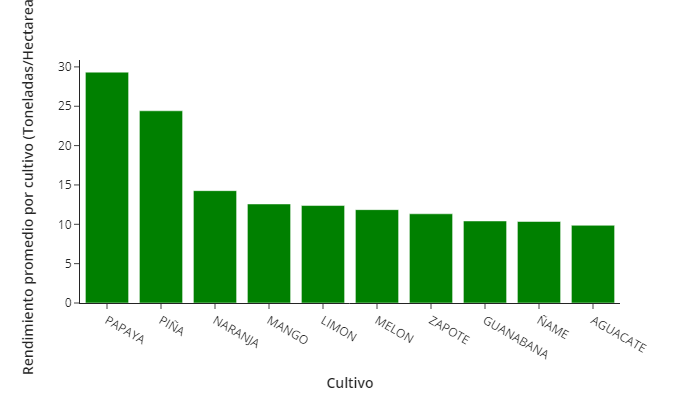 Rendimiento promedio por cultivo (Toneladas/Hectarea
30
25
20
15
10
5
0
PAPAYA
PIÑA
NARANJA
MANGO
LIMON
MELON
ZAPOTE
GUANABANA
ÑAME
AGUACATE
Cultivo